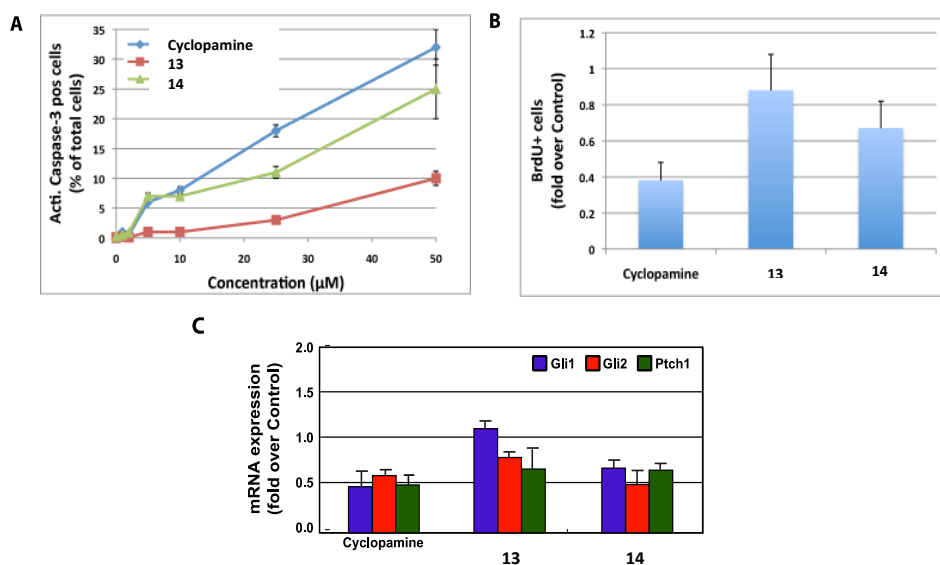 A
Acti. Caspase-3 pos cells
(% of total cells)
35
30
25
20
15
10
5
0
Cyclopamine
13
14
0
10
20
30
40
50
Concentration (μM)
B
BrdU+ cells
(fold over Control)
1.2
1
0.8
0.6
0.4
0.2
0
Cyclopamine
13
14
C
mRNA expression
(fold over Control)
2.0
1.5
1.0
0.5
0.0
Gli1
Gli2
Ptch1
Cyclopamine
13
14